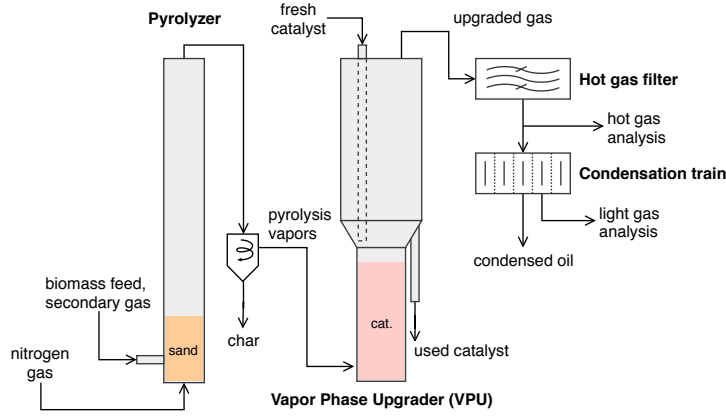 Pyrolyzer
fresh
catalyst
upgraded gas
Hot gas filter
hot gas
analysis
Condensation train
light gas
analysis
condensed oil
pyrolysis
vapors
biomass feed,
secondary gas
nitrogen
gas
sand
char
cat.
used catalyst
Vapor Phase Upgrader (VPU)